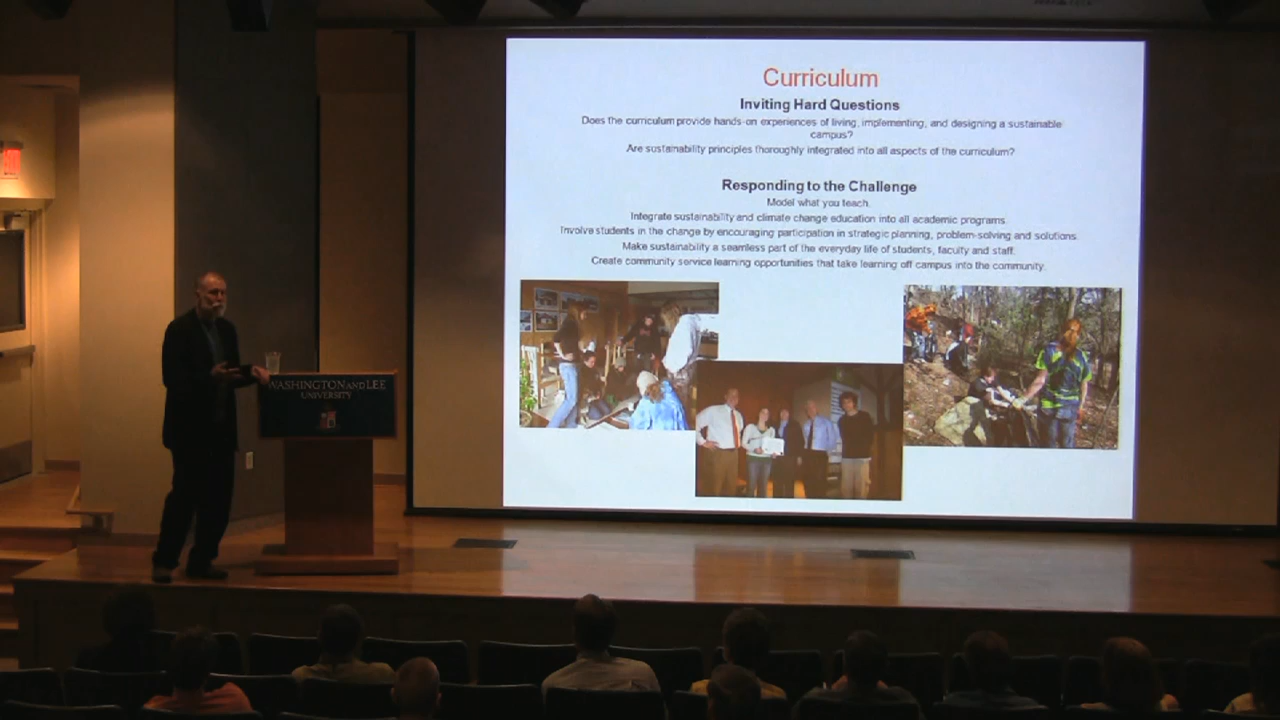 Curriculum
Inviting Hard Questions
Does the curriculum provide hands-on experiences of living, implementing, and designing a sustainable
campus?
Are sustainability principles thoroughly integrated into all aspects of the curriculum?
Responding to the Challenge
Model what you teach.
Integrate sustainability and climate change education into all academic programs.
Involve students in the change by encouraging participation in strategic planning, problem-solving and solutions.
Make sustainability a seamless part of the everyday life of students, faculty and staff.
Create community service learning opportunities that take learning off campus into the community.
WASHINGTON AND LEE
UNIVERSITY